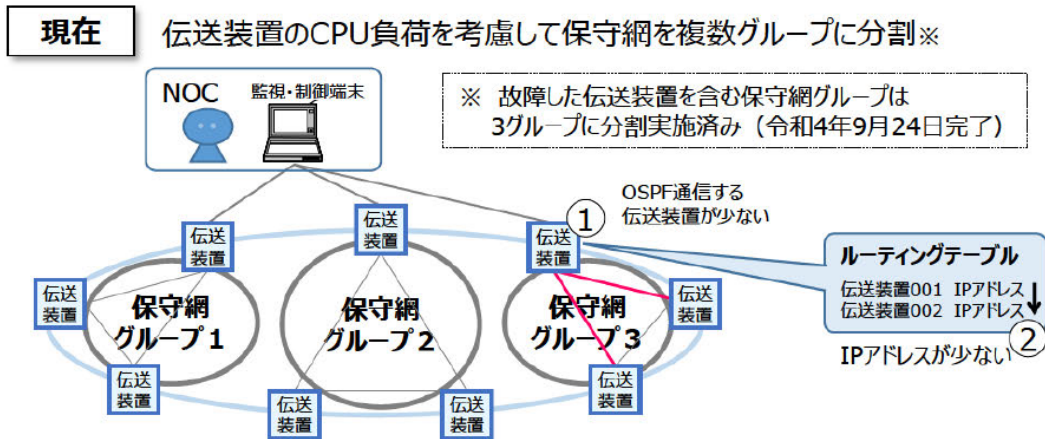 現在
伝送装置のCPU負荷を考慮して保守網を複数グループに分割※
NOC
監視・制御端末
※ 故障した伝送装置を含む保守網グループは
3グループに分割実施済み（令和4年9月24日完了）
OSPF通信する
伝送装置が少ない
①
伝送
装置
伝送
装置
伝送
装置
ルーティングテーブル
伝送装置001 IPアドレス
伝送装置002 IPアドレス
②
IPアドレスが少ない
伝送
装置
保守網
グループ1
保守網
グループ2
保守網
グループ3
伝送
装置
伝送
装置
伝送
装置
伝送
装置
伝送
装置